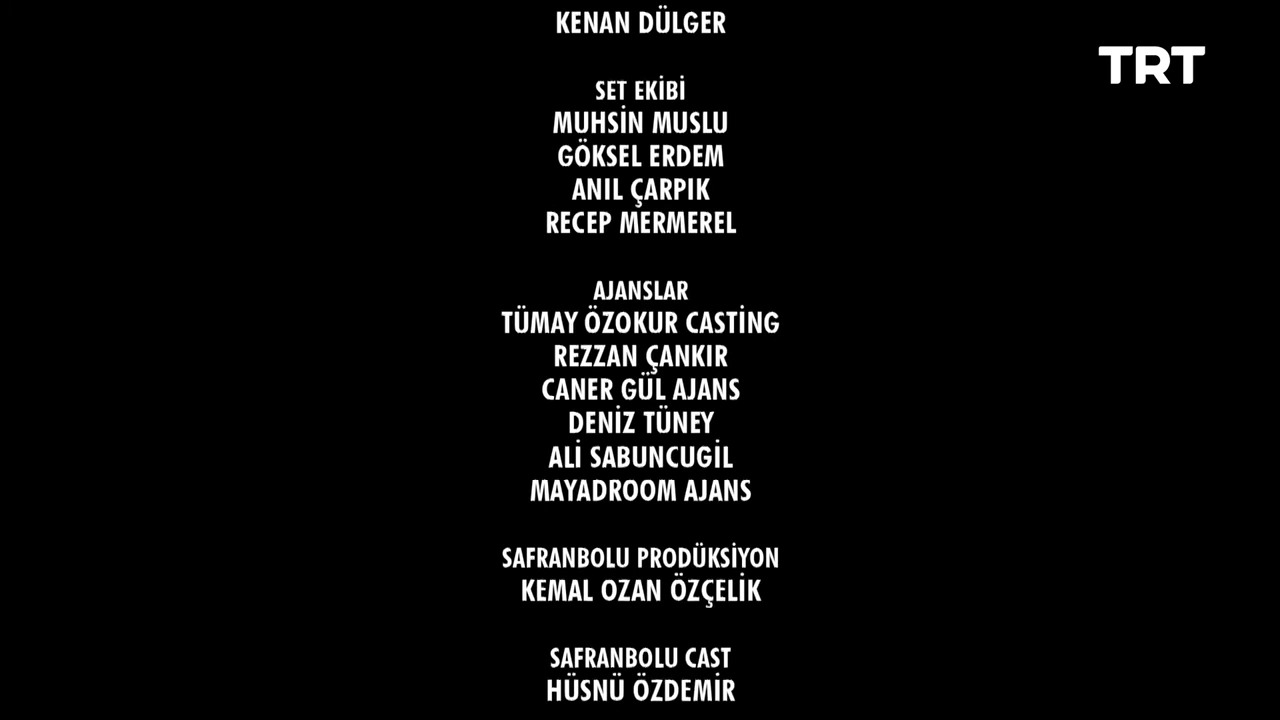 KENAN DÜLGER
TRT
SET EKİBİ
MUHSİN MUSLU
GÖKSEL ERDEM
ANIL ÇARPIK
RECEP MERMEREL
AJANSLAR
TÜMAY ÖZOKUR CASTİNG
REZZAN ÇANKIR
CANER GÜL AJANS
DENİZ TÜNEY
ALİ SABUNCUGİL
MAYADROOM AJANS
SAFRANBOLU PRODÜKSİYON
KEMAL OZAN ÖZÇELİK
SAFRANBOLU CAST
HÜSNÜ ÖZDEMİR